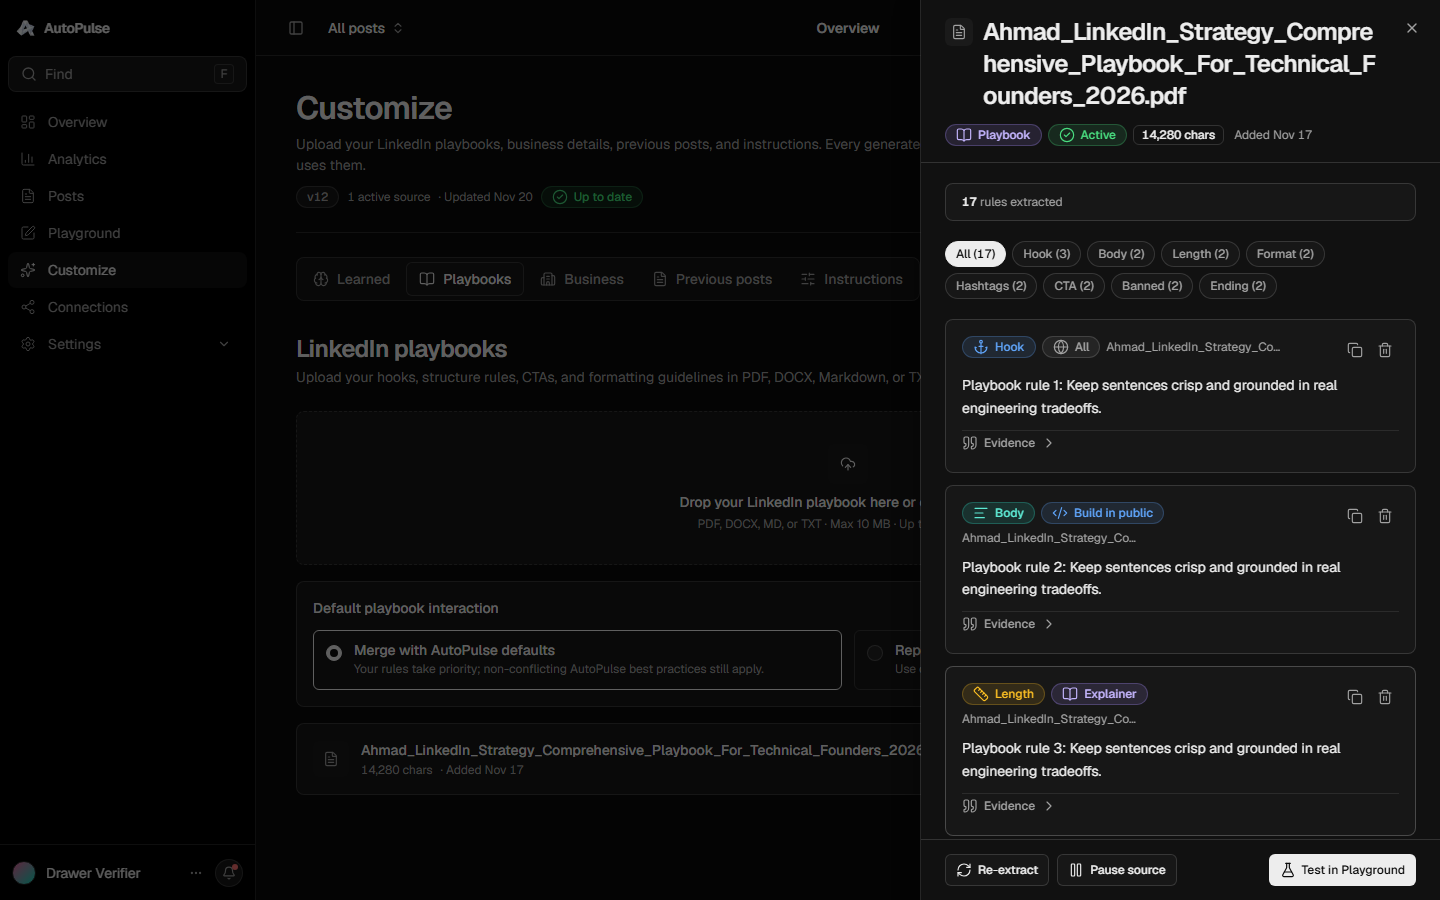 AutoPulse
Find
F
Overview
Analytics
Posts
Playground
Customize
Connections
Settings
Drawer Verifier
All posts
Overview
Customize
Upload your LinkedIn playbooks, business details, previous posts, and instructions. Every generate
uses them.
v12
1 active source · Updated Nov 20
Up to date
Learned
Playbooks
Business
Previous posts
Instructions
LinkedIn playbooks
Upload your hooks, structure rules, CTAs, and formatting guidelines in PDF, DOCX, Markdown, or TX
Drop your LinkedIn playbook here or
PDF, DOCX, MD, or TXT · Max 10 MB · Up t
Default playbook interaction
Merge with AutoPulse defaults
Your rules take priority; non-conflicting AutoPulse best practices still apply.
Rep
Use
Ahmad_LinkedIn_Strategy_Comprehensive_Playbook_For_Technical_Founders_2026
14,280 chars · Added Nov 17
Ahmad_LinkedIn_Strategy_Compre
hensive_Playbook_For_Technical_F
ounders_2026.pdf
Playbook
Active
14,280 chars
Added Nov 17
17 rules extracted
All (17)
Hook (3)
Body (2)
Length (2)
Format (2)
Hashtags (2)
CTA (2)
Banned (2)
Ending (2)
Hook
All
Ahmad_LinkedIn_Strategy_Co...
Playbook rule 1: Keep sentences crisp and grounded in real
engineering tradeoffs.
Evidence
Body
Build in public
Ahmad_LinkedIn_Strategy_Co...
Playbook rule 2: Keep sentences crisp and grounded in real
engineering tradeoffs.
Evidence
Length
Explainer
Ahmad_LinkedIn_Strategy_Co...
Playbook rule 3: Keep sentences crisp and grounded in real
engineering tradeoffs.
Evidence
Re-extract
Pause source
Test in Playground